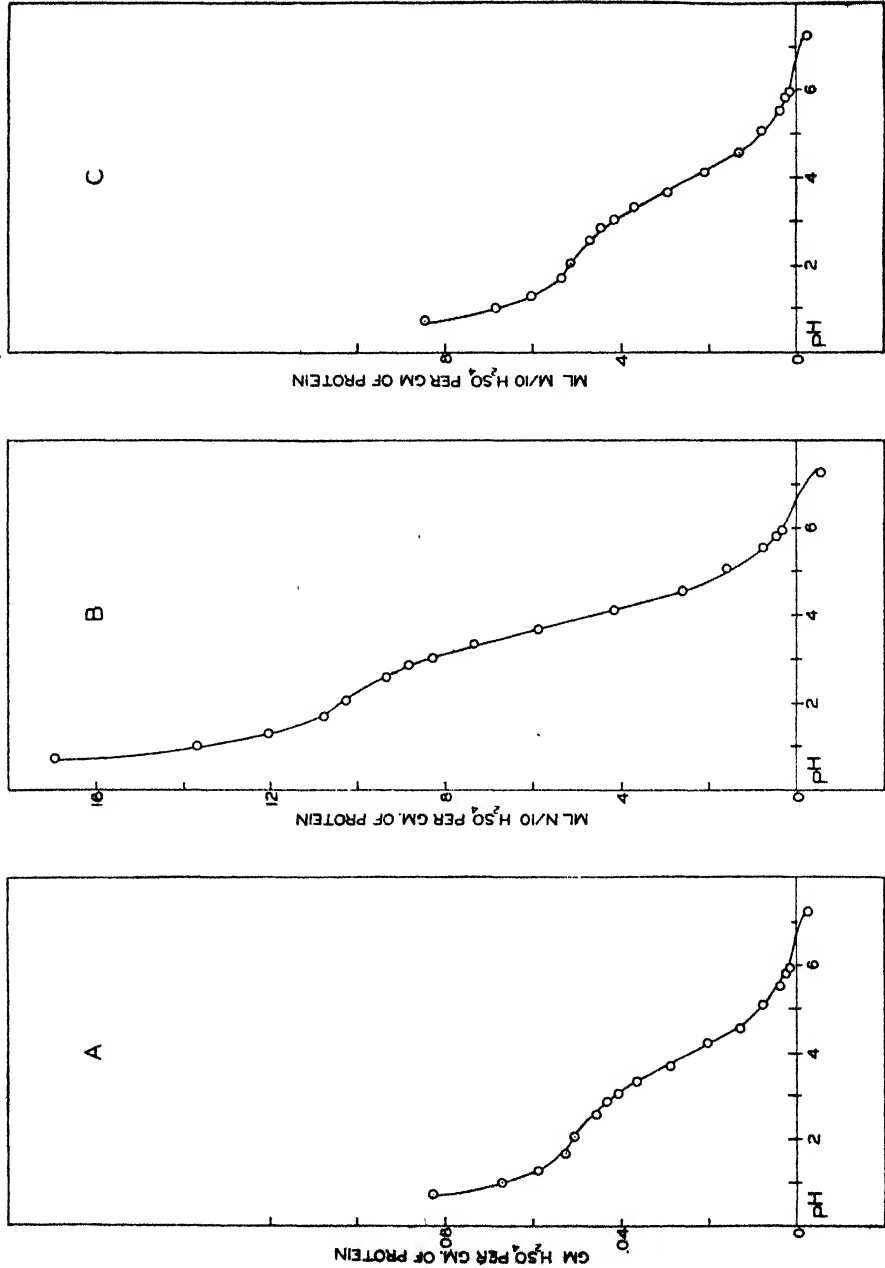 A
GM H₂SO₄ PER GM. OF PROTEIN
.08
.04
0
pH
2
4
6
B
ML N/10 H₂SO₄ PER GM. OF PROTEIN
16
12
8
4
0
pH
2
4
6
C
ML M/10 H₂SO₄ PER GM OF PROTEIN
8
4
0
pH
2
4
6